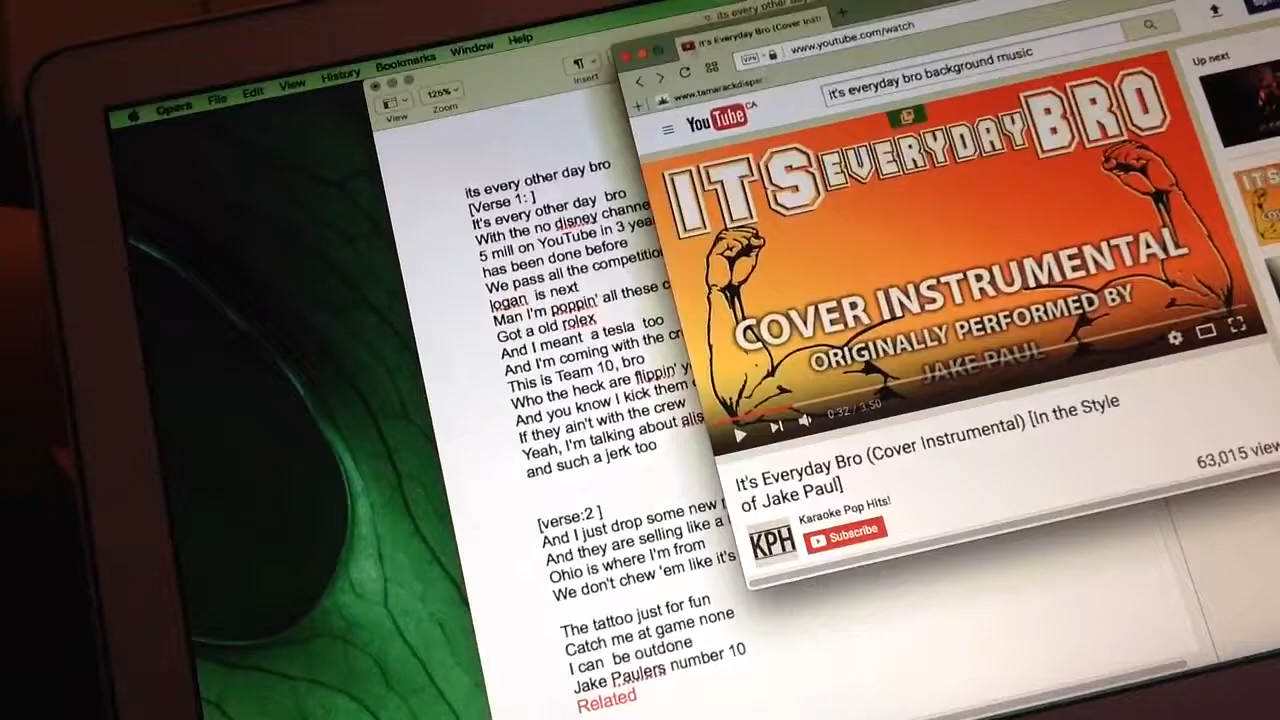 Opera File Edit View History Bookmarks Window Help
its every other day
View
125%
Zoom
Insert
its every other day bro
[Verse 1: ]
It's every other day bro
With the no disney channe
5 mill on YouTube in 3 yea
has been done before
We pass all the competitio
logan is next
Man I'm poppin' all these c
Got a old rolex
And I meant a tesla too
And I'm coming with the cr
This is Team 10, bro
Who the heck are flippin' y
And you know I kick them
If they ain't with the crew
Yeah, I'm talking about alis
and such a jerk too
[verse:2 ]
And I just drop some new
And they are selling like a
Ohio is where I'm from
We don't chew 'em like it's
The tattoo just for fun
Catch me at game none
I can be outdone
Jake Paulers number 10
Related
It's Everyday Bro (Cover Inst
VPN
www.youtube.com/watch
www.tamarackdisper
YouTube CA
it's everyday bro background music
ITS EVERYDAY BRO
COVER INSTRUMENTAL
ORIGINALLY PERFORMED BY
JAKE PAUL
0:32 / 3:50
It's Everyday Bro (Cover Instrumental) [In the Style
of Jake Paul]
63,015 view
KPH
Karaoke Pop Hits!
Subscribe
Up next